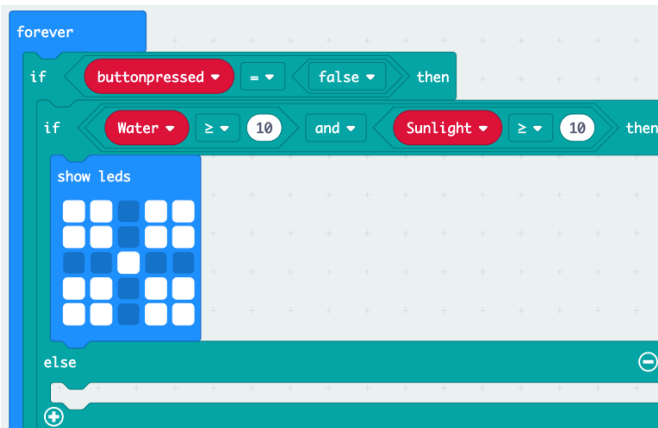 forever
if buttonpressed = false then
if Water ≥ 10 and Sunlight ≥ 10 then
show leds
else